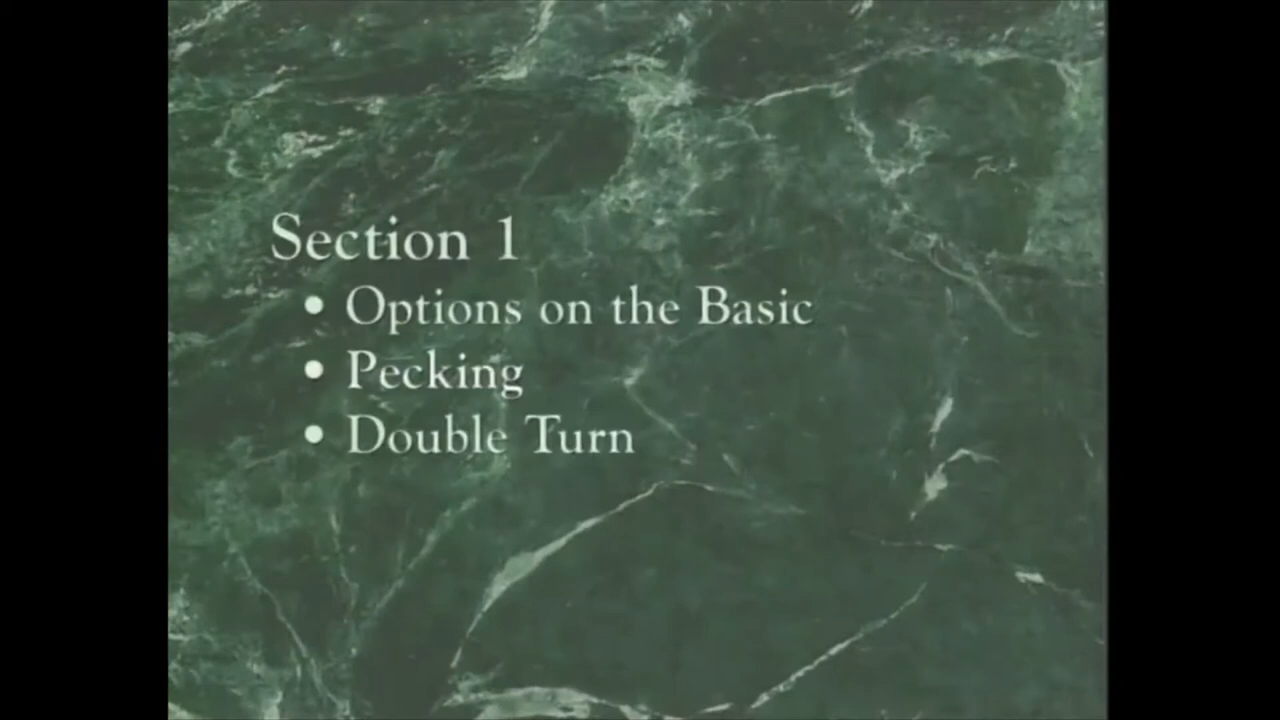 Section 1
• Options on the Basic
• Pecking
• Double Turn